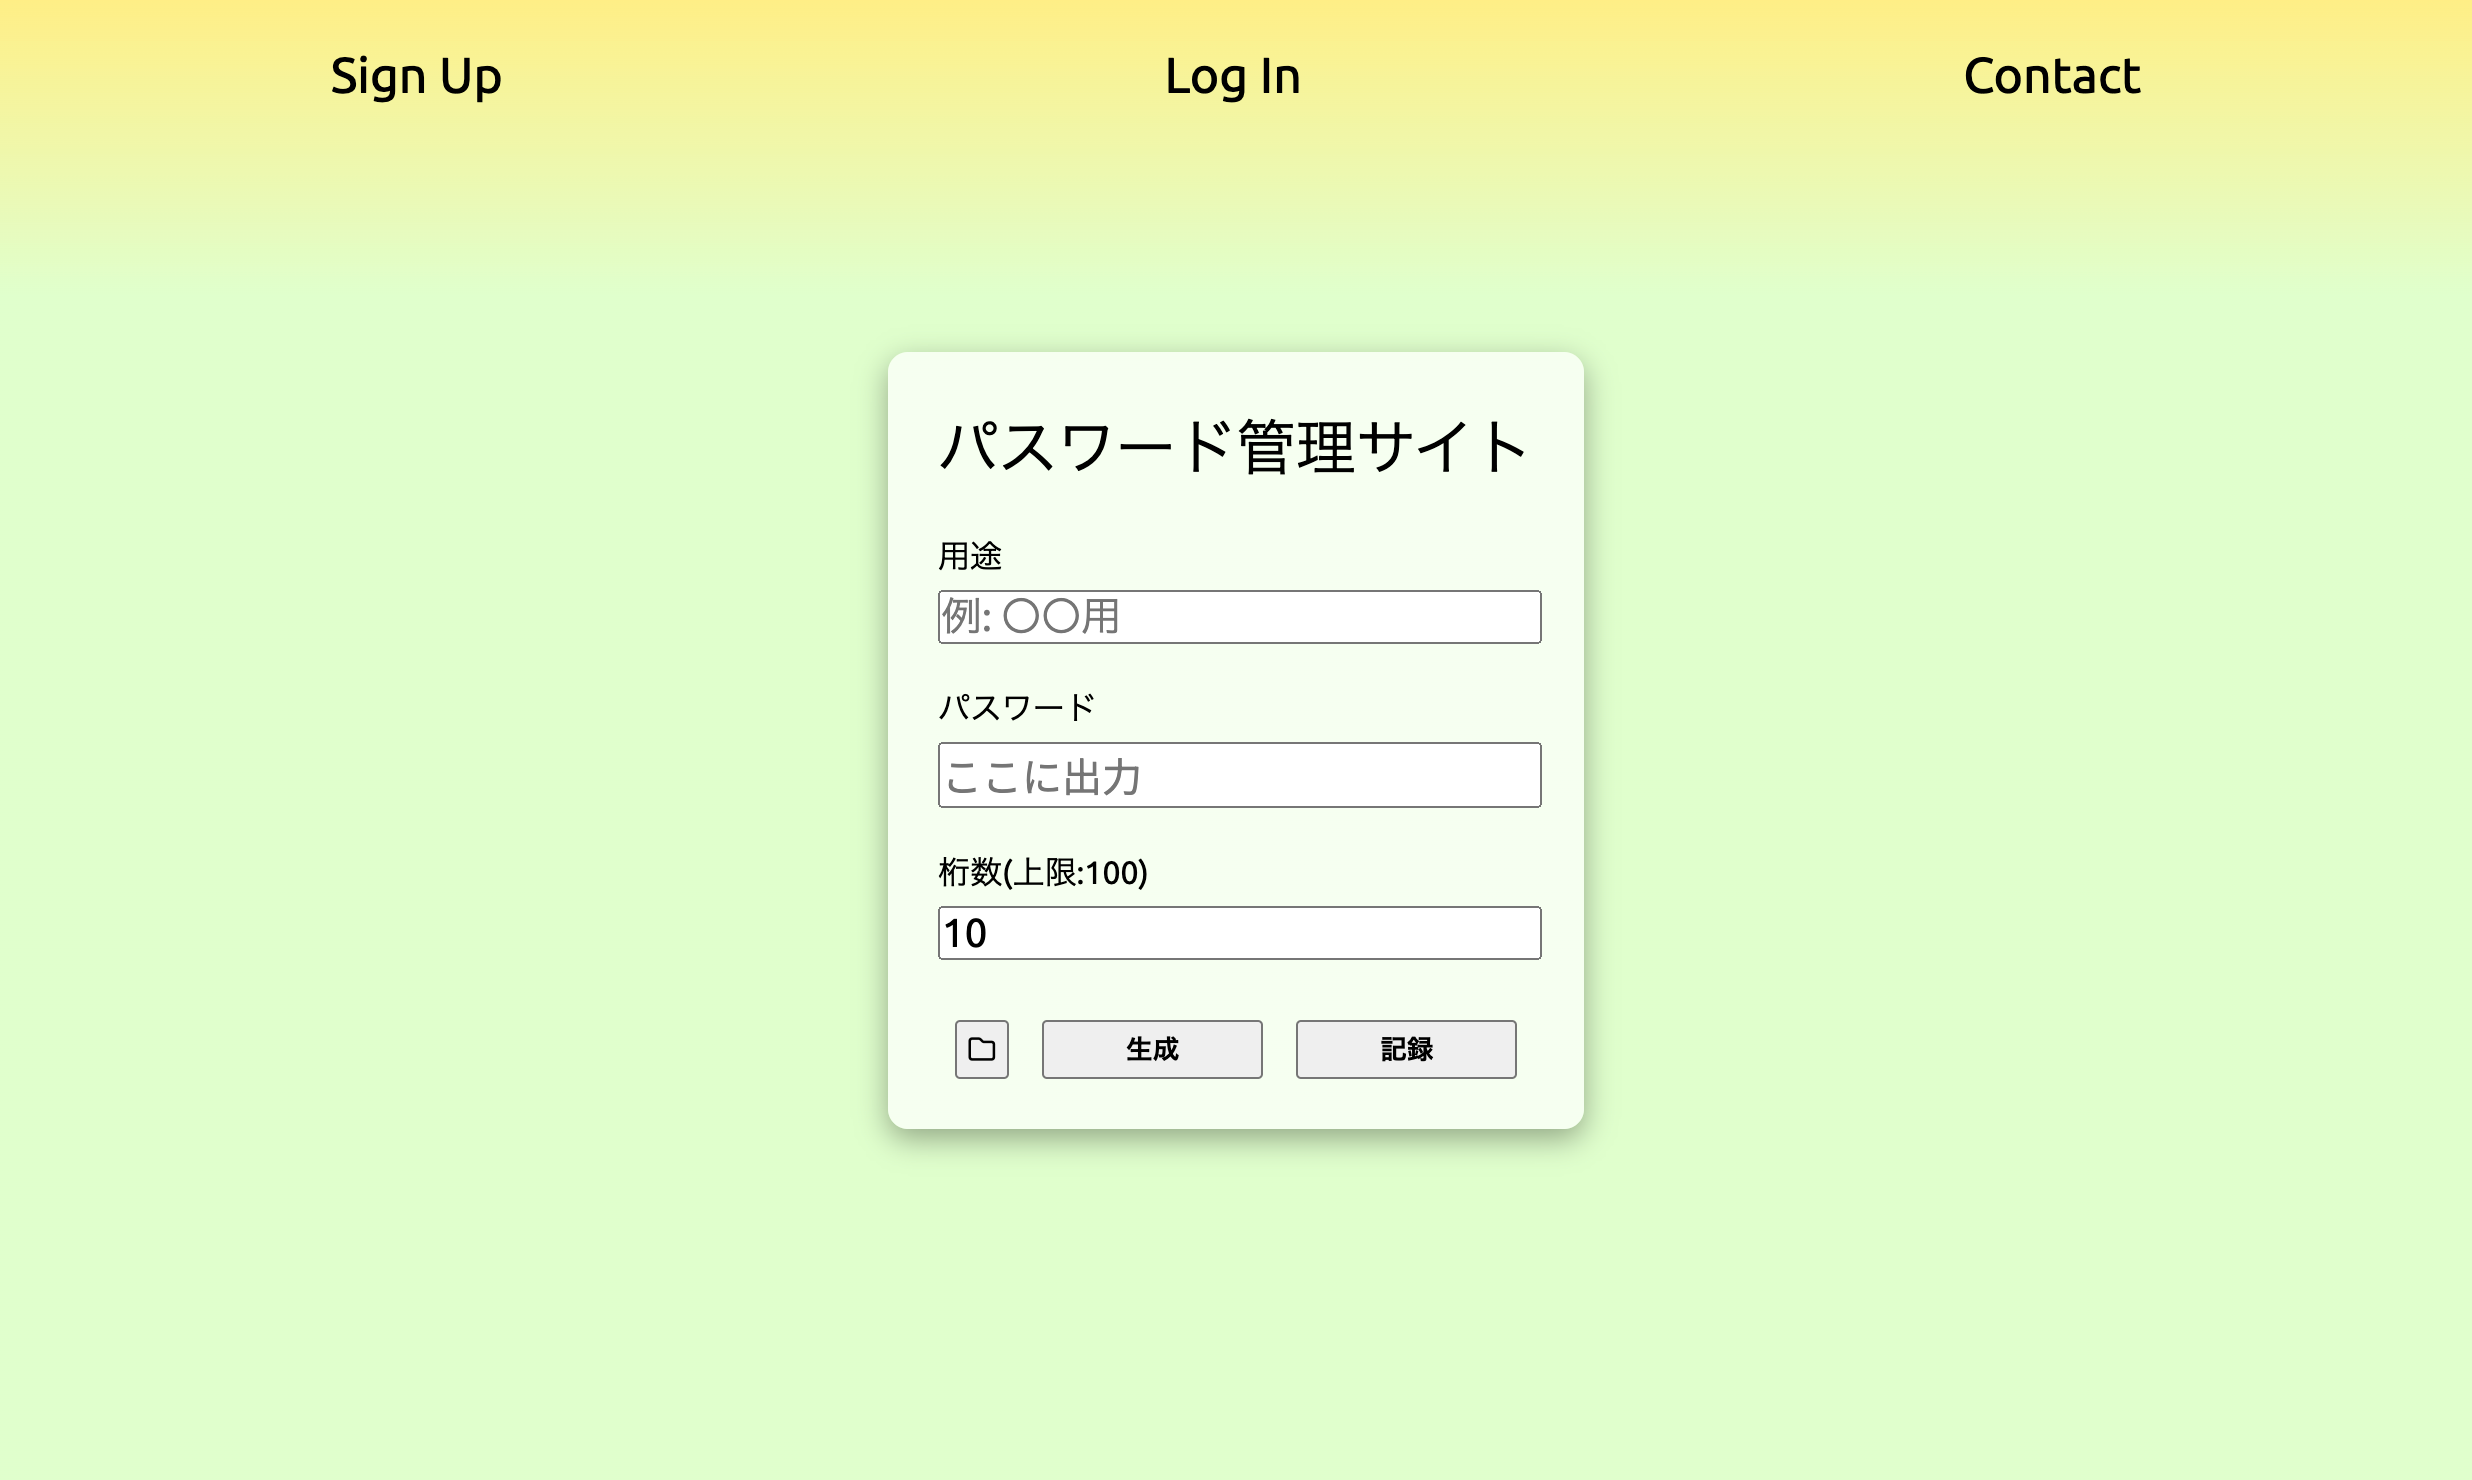 Sign Up
Log In
Contact
パスワード管理サイト
用途
例: 〇〇用
パスワード
ここに出力
桁数(上限:100)
10
生成
記録